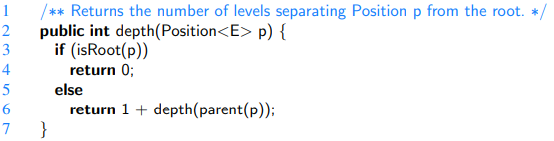 1 /** Returns the number of levels separating Position p from the root. */
2 public int depth(Position<E> p) {
3 if (isRoot(p))
4 return 0;
5 else
6 return 1 + depth(parent(p));
7 }